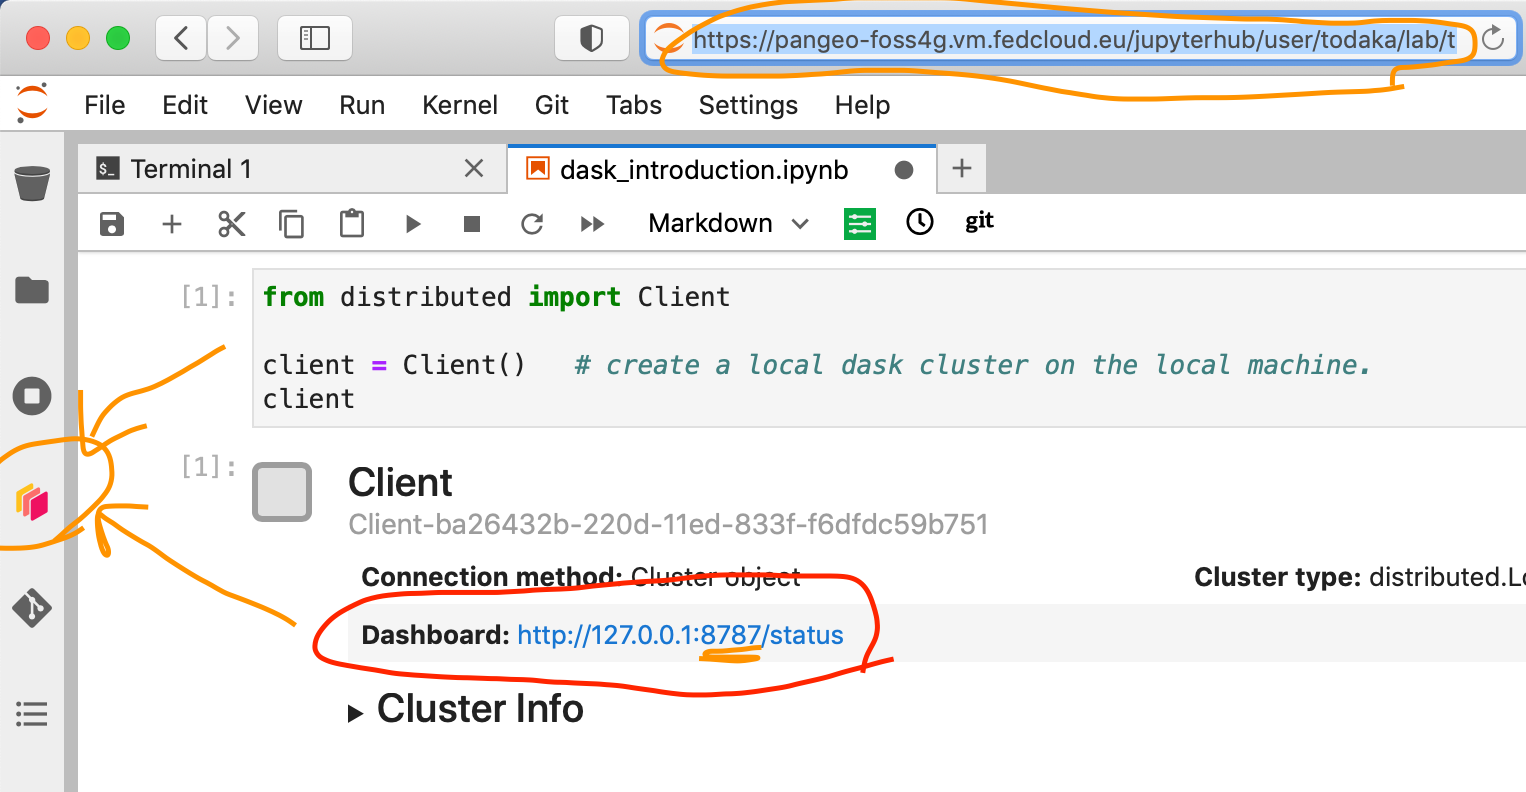 https://pangeo-foss4g.vm.fedcloud.eu/jupyterhub/user/todaka/lab/t
File Edit View Run Kernel Git Tabs Settings Help
$_ Terminal 1 dask_introduction.ipynb
Markdown git
[1]: from distributed import Client
client = Client() # create a local dask cluster on the local machine.
client
[1]: Client
Client-ba26432b-220d-11ed-833f-f6dfdc59b751
Connection method: Cluster object Cluster type: distributed.Lo
Dashboard: http://127.0.0.1:8787/status
Cluster Info